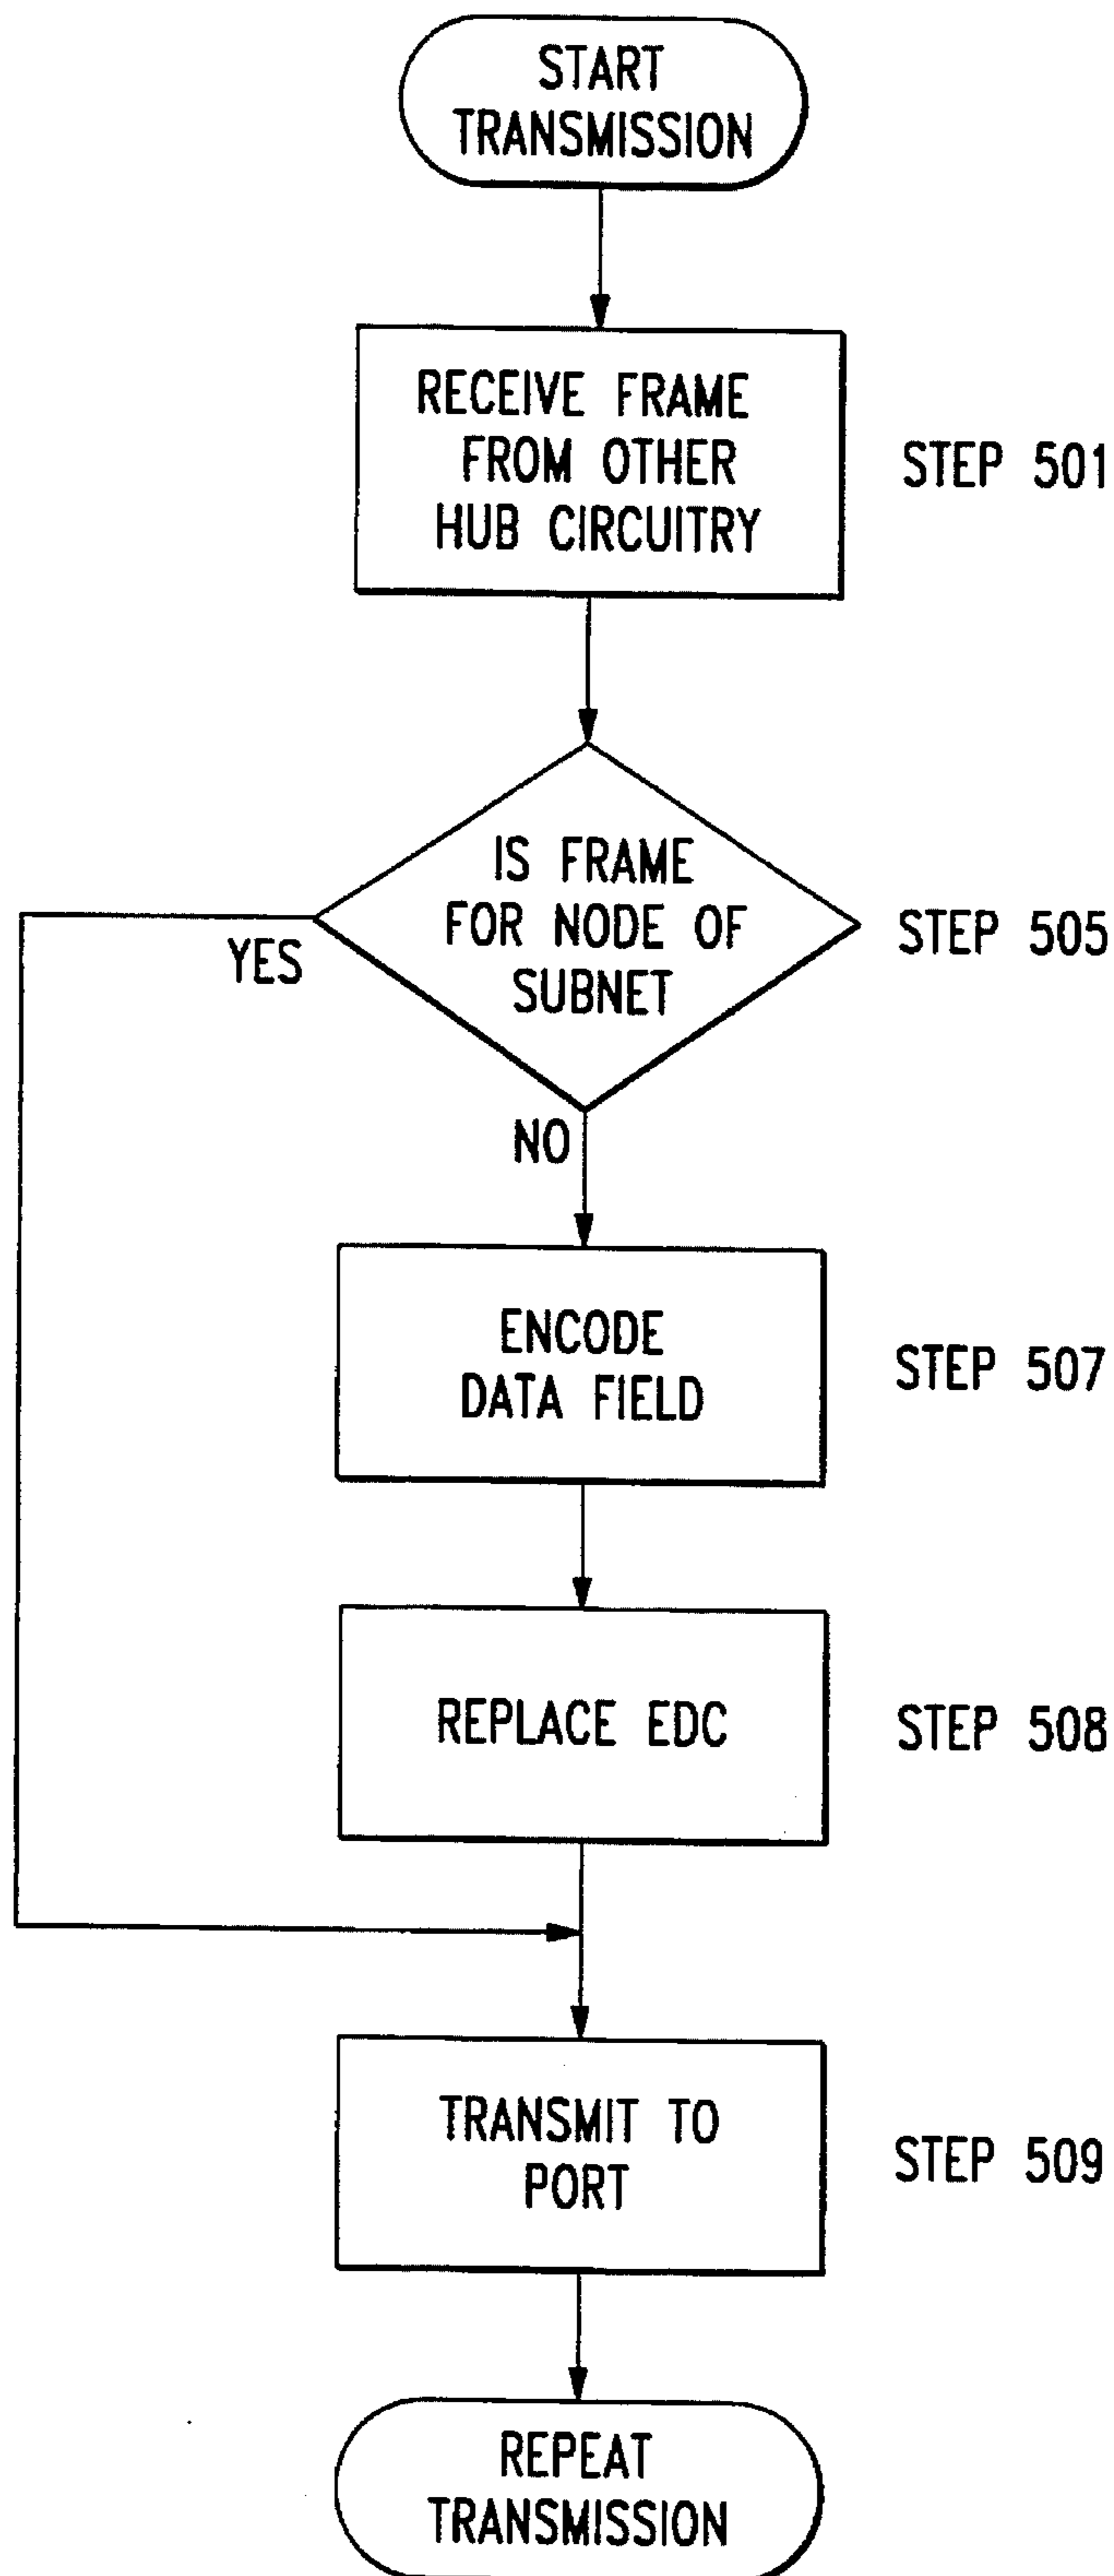 START
TRANSMISSION
RECEIVE FRAME
FROM OTHER
HUB CIRCUITRY
STEP 501
IS FRAME
FOR NODE OF
SUBNET
STEP 505
YES
NO
ENCODE
DATA FIELD
STEP 507
REPLACE EDC
STEP 508
TRANSMIT TO
PORT
STEP 509
REPEAT
TRANSMISSION